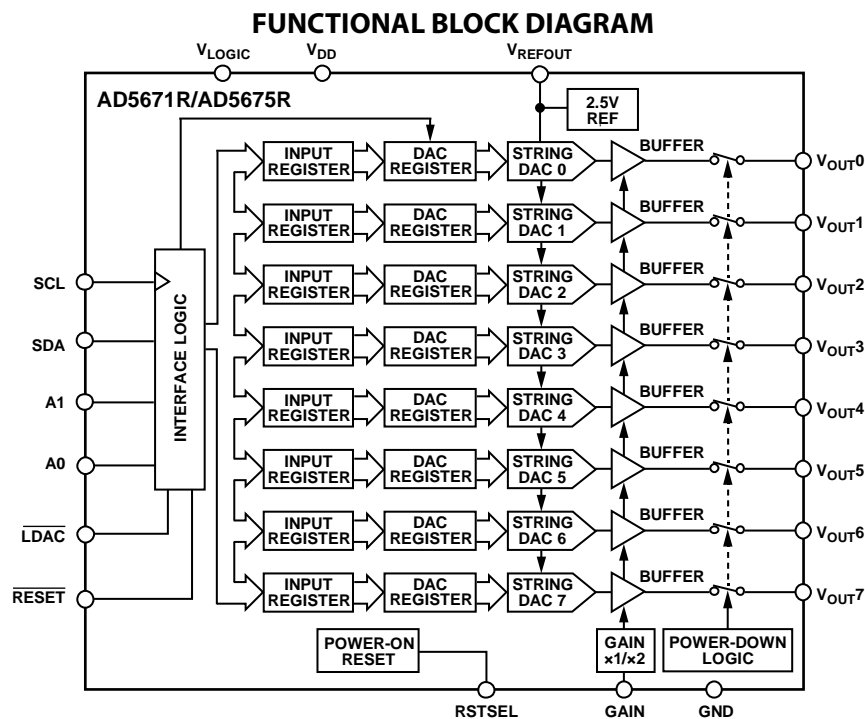 FUNCTIONAL BLOCK DIAGRAM
VLOGIC
VDD
VREFOUT
AD5671R/AD5675R
2.5V
REF
INPUT
REGISTER
DAC
REGISTER
STRING
DAC 0
BUFFER
VOUT0
INPUT
REGISTER
DAC
REGISTER
STRING
DAC 1
BUFFER
VOUT1
SCL
INPUT
REGISTER
DAC
REGISTER
STRING
DAC 2
BUFFER
VOUT2
SDA
INTERFACE LOGIC
INPUT
REGISTER
DAC
REGISTER
STRING
DAC 3
BUFFER
VOUT3
A1
INPUT
REGISTER
DAC
REGISTER
STRING
DAC 4
BUFFER
VOUT4
A0
INPUT
REGISTER
DAC
REGISTER
STRING
DAC 5
BUFFER
VOUT5
LDAC
INPUT
REGISTER
DAC
REGISTER
STRING
DAC 6
BUFFER
VOUT6
RESET
INPUT
REGISTER
DAC
REGISTER
STRING
DAC 7
BUFFER
VOUT7
POWER-ON
RESET
GAIN
×1/×2
POWER-DOWN
LOGIC
RSTSEL
GAIN
GND